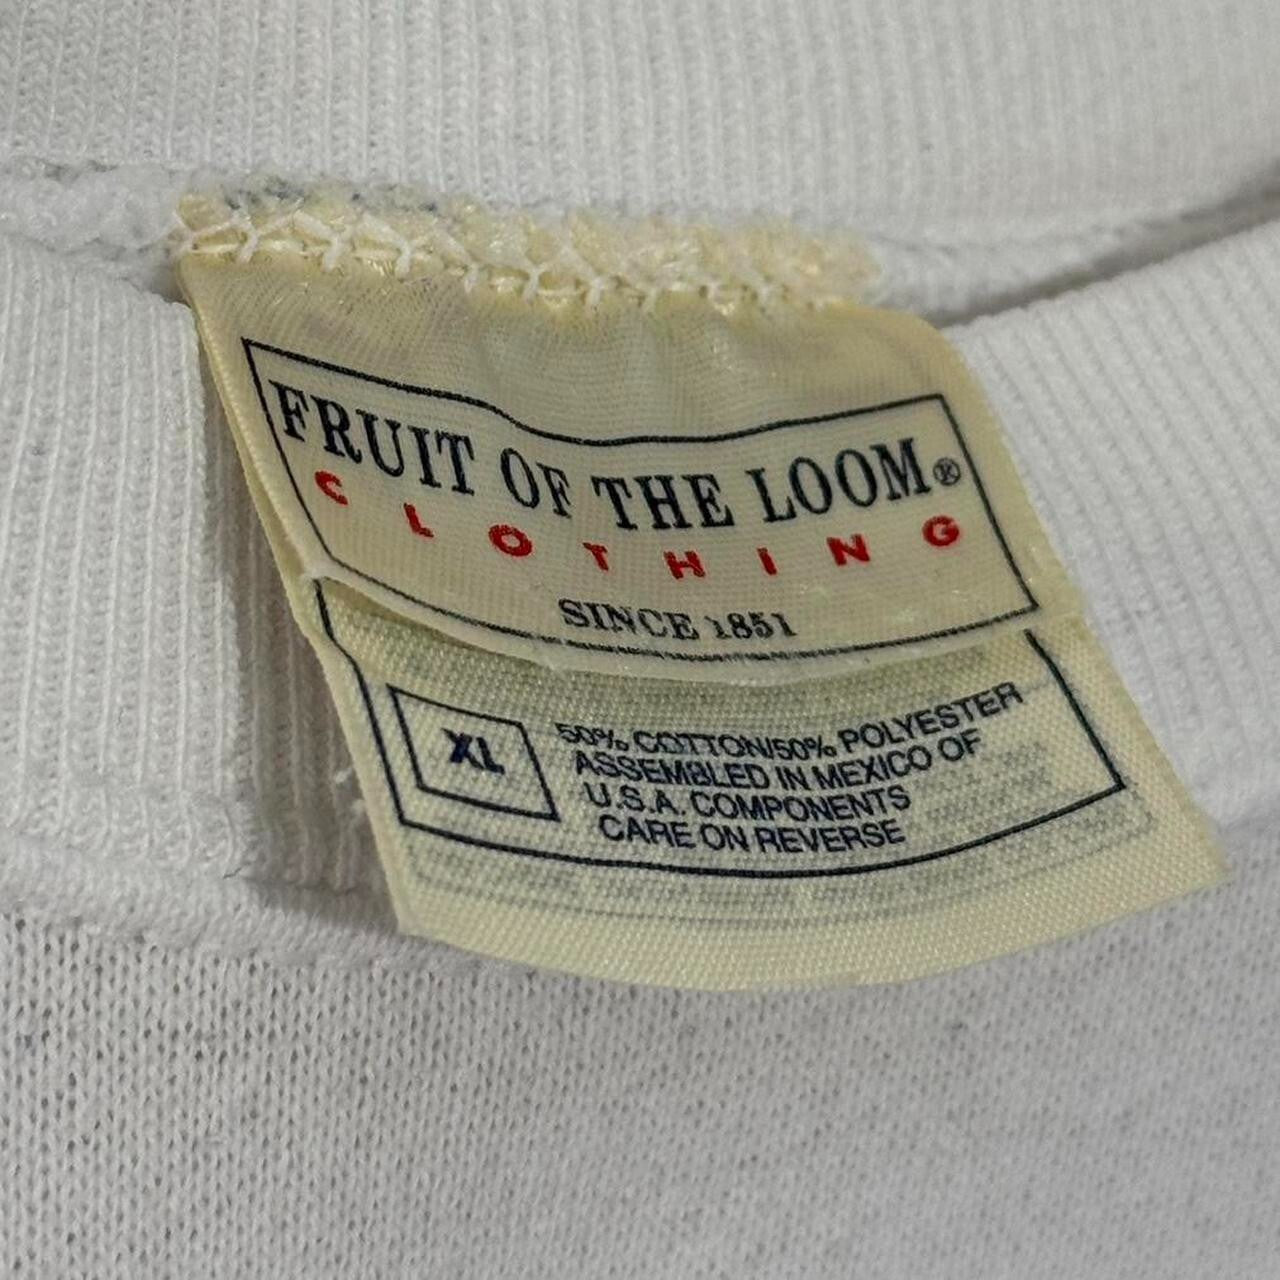 FRUIT OF THE LOOM®
CLOTHING
SINCE 1851
XL
50% COTTON/50% POLYESTER
ASSEMBLED IN MEXICO OF
U.S.A. COMPONENTS
CARE ON REVERSE